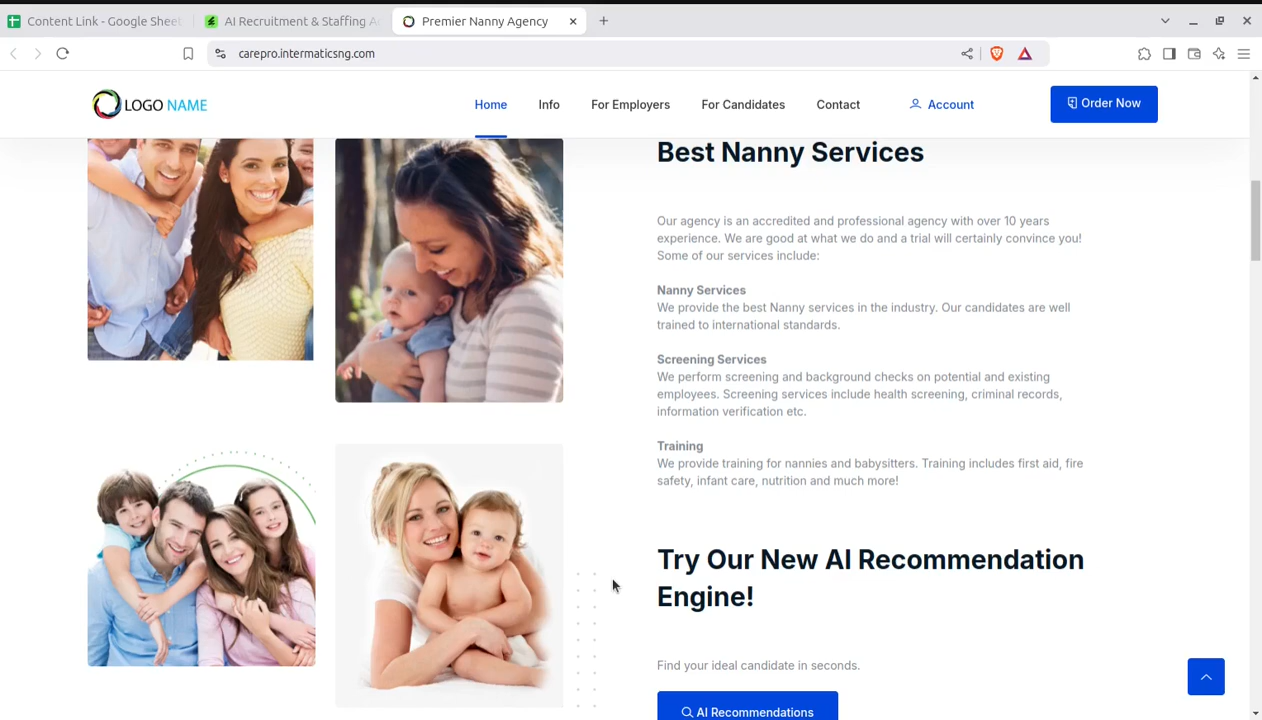 Content Link - Google Sheet
AI Recruitment & Staffing A
Premier Nanny Agency
carepro.intermaticsng.com
LOGO NAME
Home
Info
For Employers
For Candidates
Contact
Account
Order Now
Best Nanny Services
Our agency is an accredited and professional agency with over 10 years
experience. We are good at what we do and a trial will certainly convince you!
Some of our services include:
Nanny Services
We provide the best Nanny services in the industry. Our candidates are well
trained to international standards.
Screening Services
We perform screening and background checks on potential and existing
employees. Screening services include health screening, criminal records,
information verification etc.
Training
We provide training for nannies and babysitters. Training includes first aid, fire
safety, infant care, nutrition and much more!
Try Our New AI Recommendation
Engine!
Find your ideal candidate in seconds.
AI Recommendations